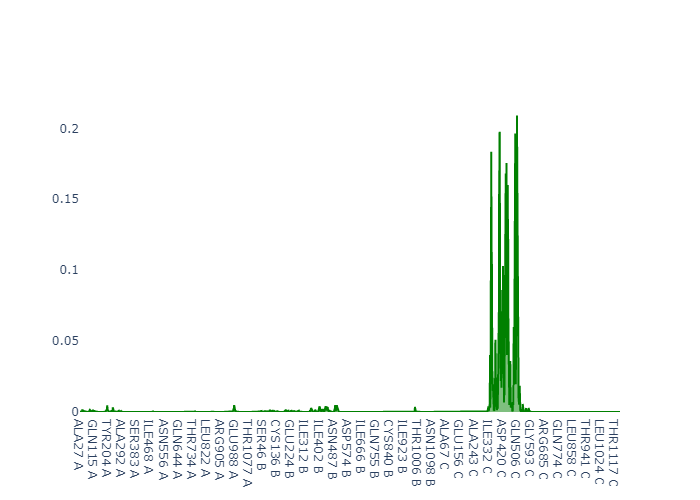 0.2
0.15
0.1
0.05
0
ALA27 A
GLN115 A
TYR204 A
ALA292 A
SER383 A
ILE468 A
ASN556 A
GLN644 A
THR734 A
LEU822 A
ARG905 A
GLU988 A
THR1077 A
SER46 B
CYS136 B
GLU224 B
ILE312 B
ILE402 B
ASN487 B
ASP574 B
ILE666 B
GLN755 B
CYS840 B
ILE923 B
THR1006 B
ASN1098 B
ALA67 C
GLU156 C
ALA243 C
ILE332 C
ASP420 C
GLN506 C
GLY593 C
ARG685 C
GLN774 C
LEU858 C
THR941 C
LEU1024 C
THR1117 C